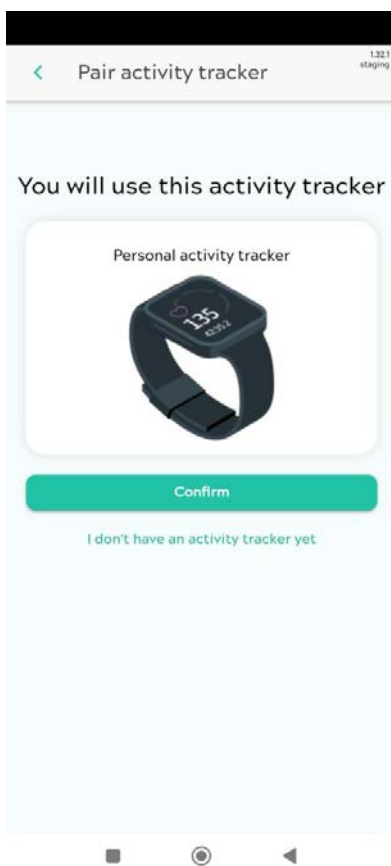 1.32.1
staging
Pair activity tracker
You will use this activity tracker
Personal activity tracker
135
42352
Confirm
I don't have an activity tracker yet